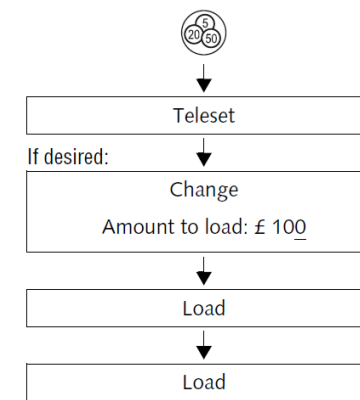 5
20 50
Teleset
If desired:
Change
Amount to load: £ 100
Load
Load